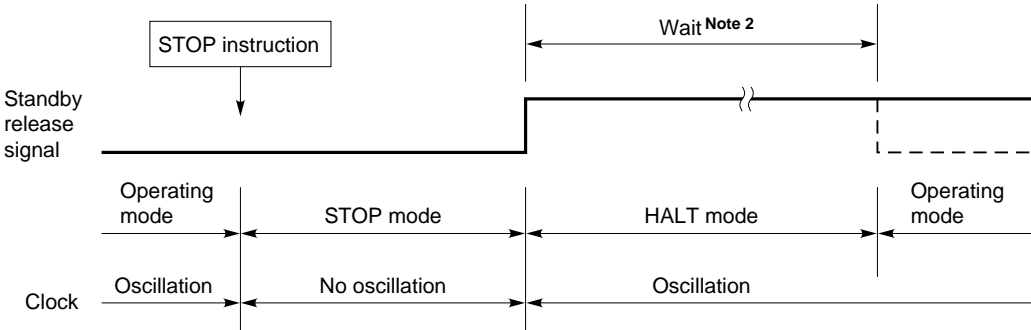 Wait Note 2
STOP instruction
Standby
release
signal
Operating
mode
STOP mode
HALT mode
Operating
mode
Clock
Oscillation
No oscillation
Oscillation